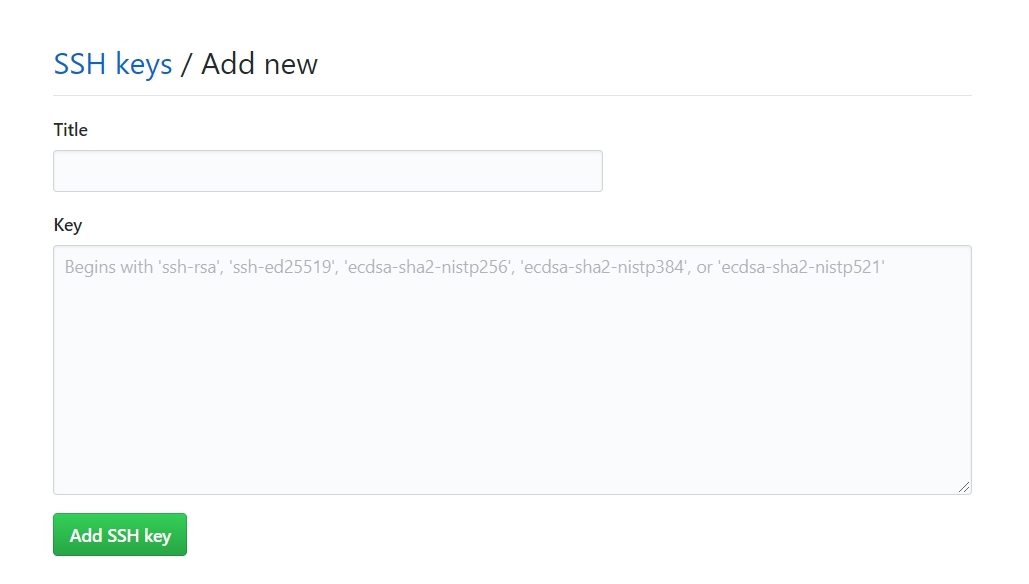 SSH keys / Add new
Title
Key
Begins with 'ssh-rsa', 'ssh-ed25519', 'ecdsa-sha2-nistp256', 'ecdsa-sha2-nistp384', or 'ecdsa-sha2-nistp521'
Add SSH key